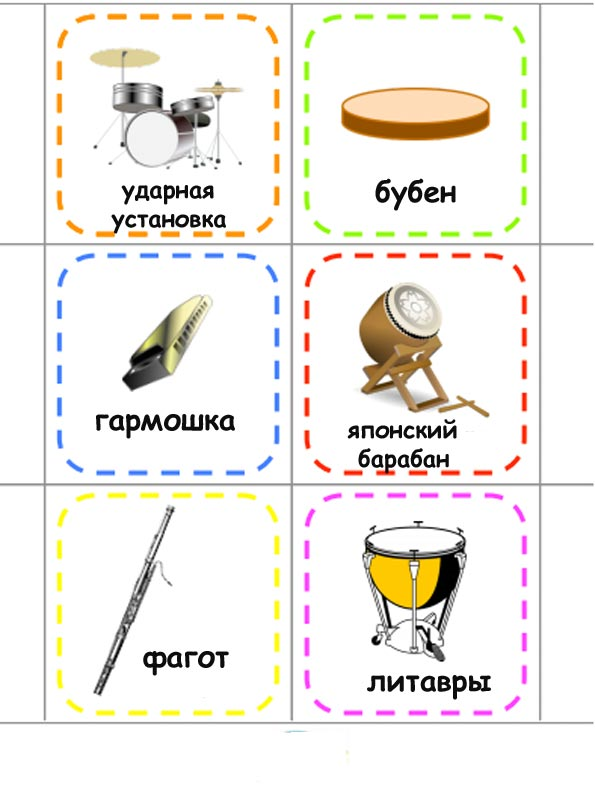 ударная
установка
бубен
гармошка
японский
барабан
фагот
литавры